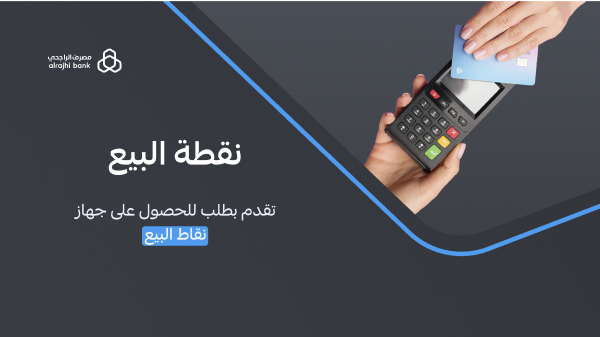 مصرف الراجحي
alrajhi bank
نقطة البيع
تقدم بطلب للحصول على جهاز
نقاط البيع